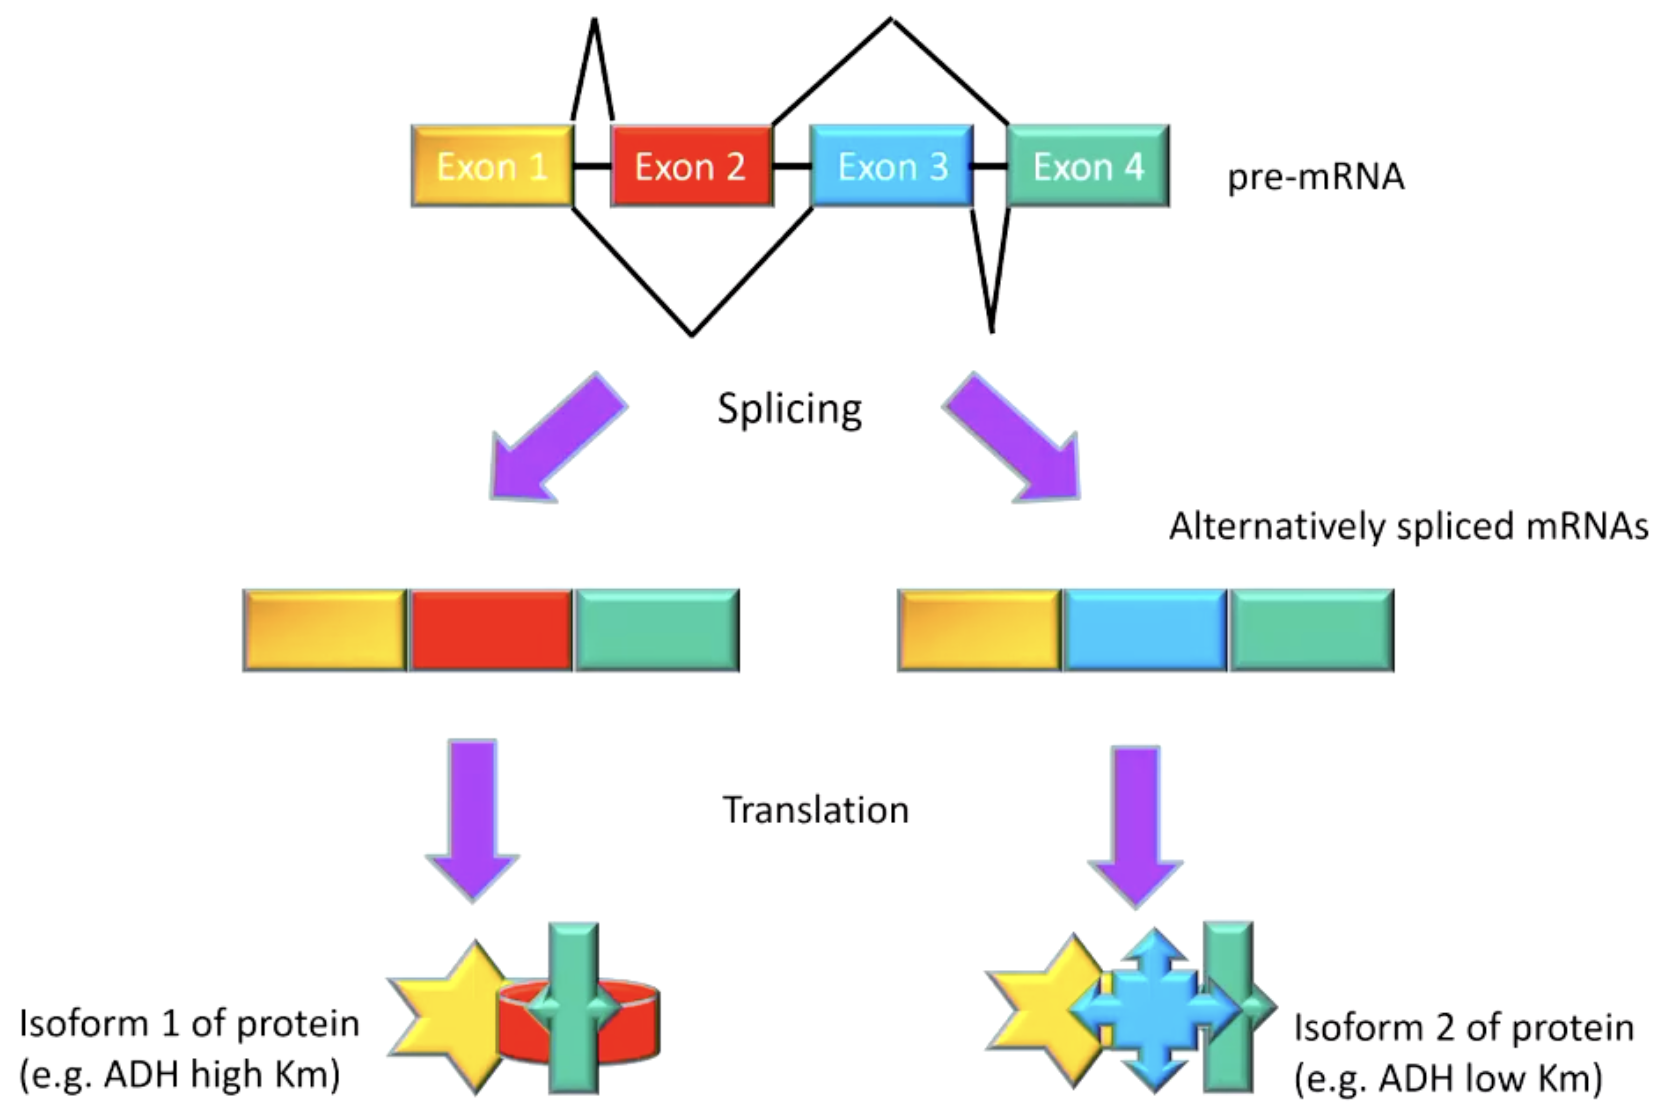 Exon 1
Exon 2
Exon 3
Exon 4
pre-mRNA
Splicing
Alternatively spliced mRNAs
Translation
Isoform 1 of protein
(e.g. ADH high Km)
Isoform 2 of protein
(e.g. ADH low Km)